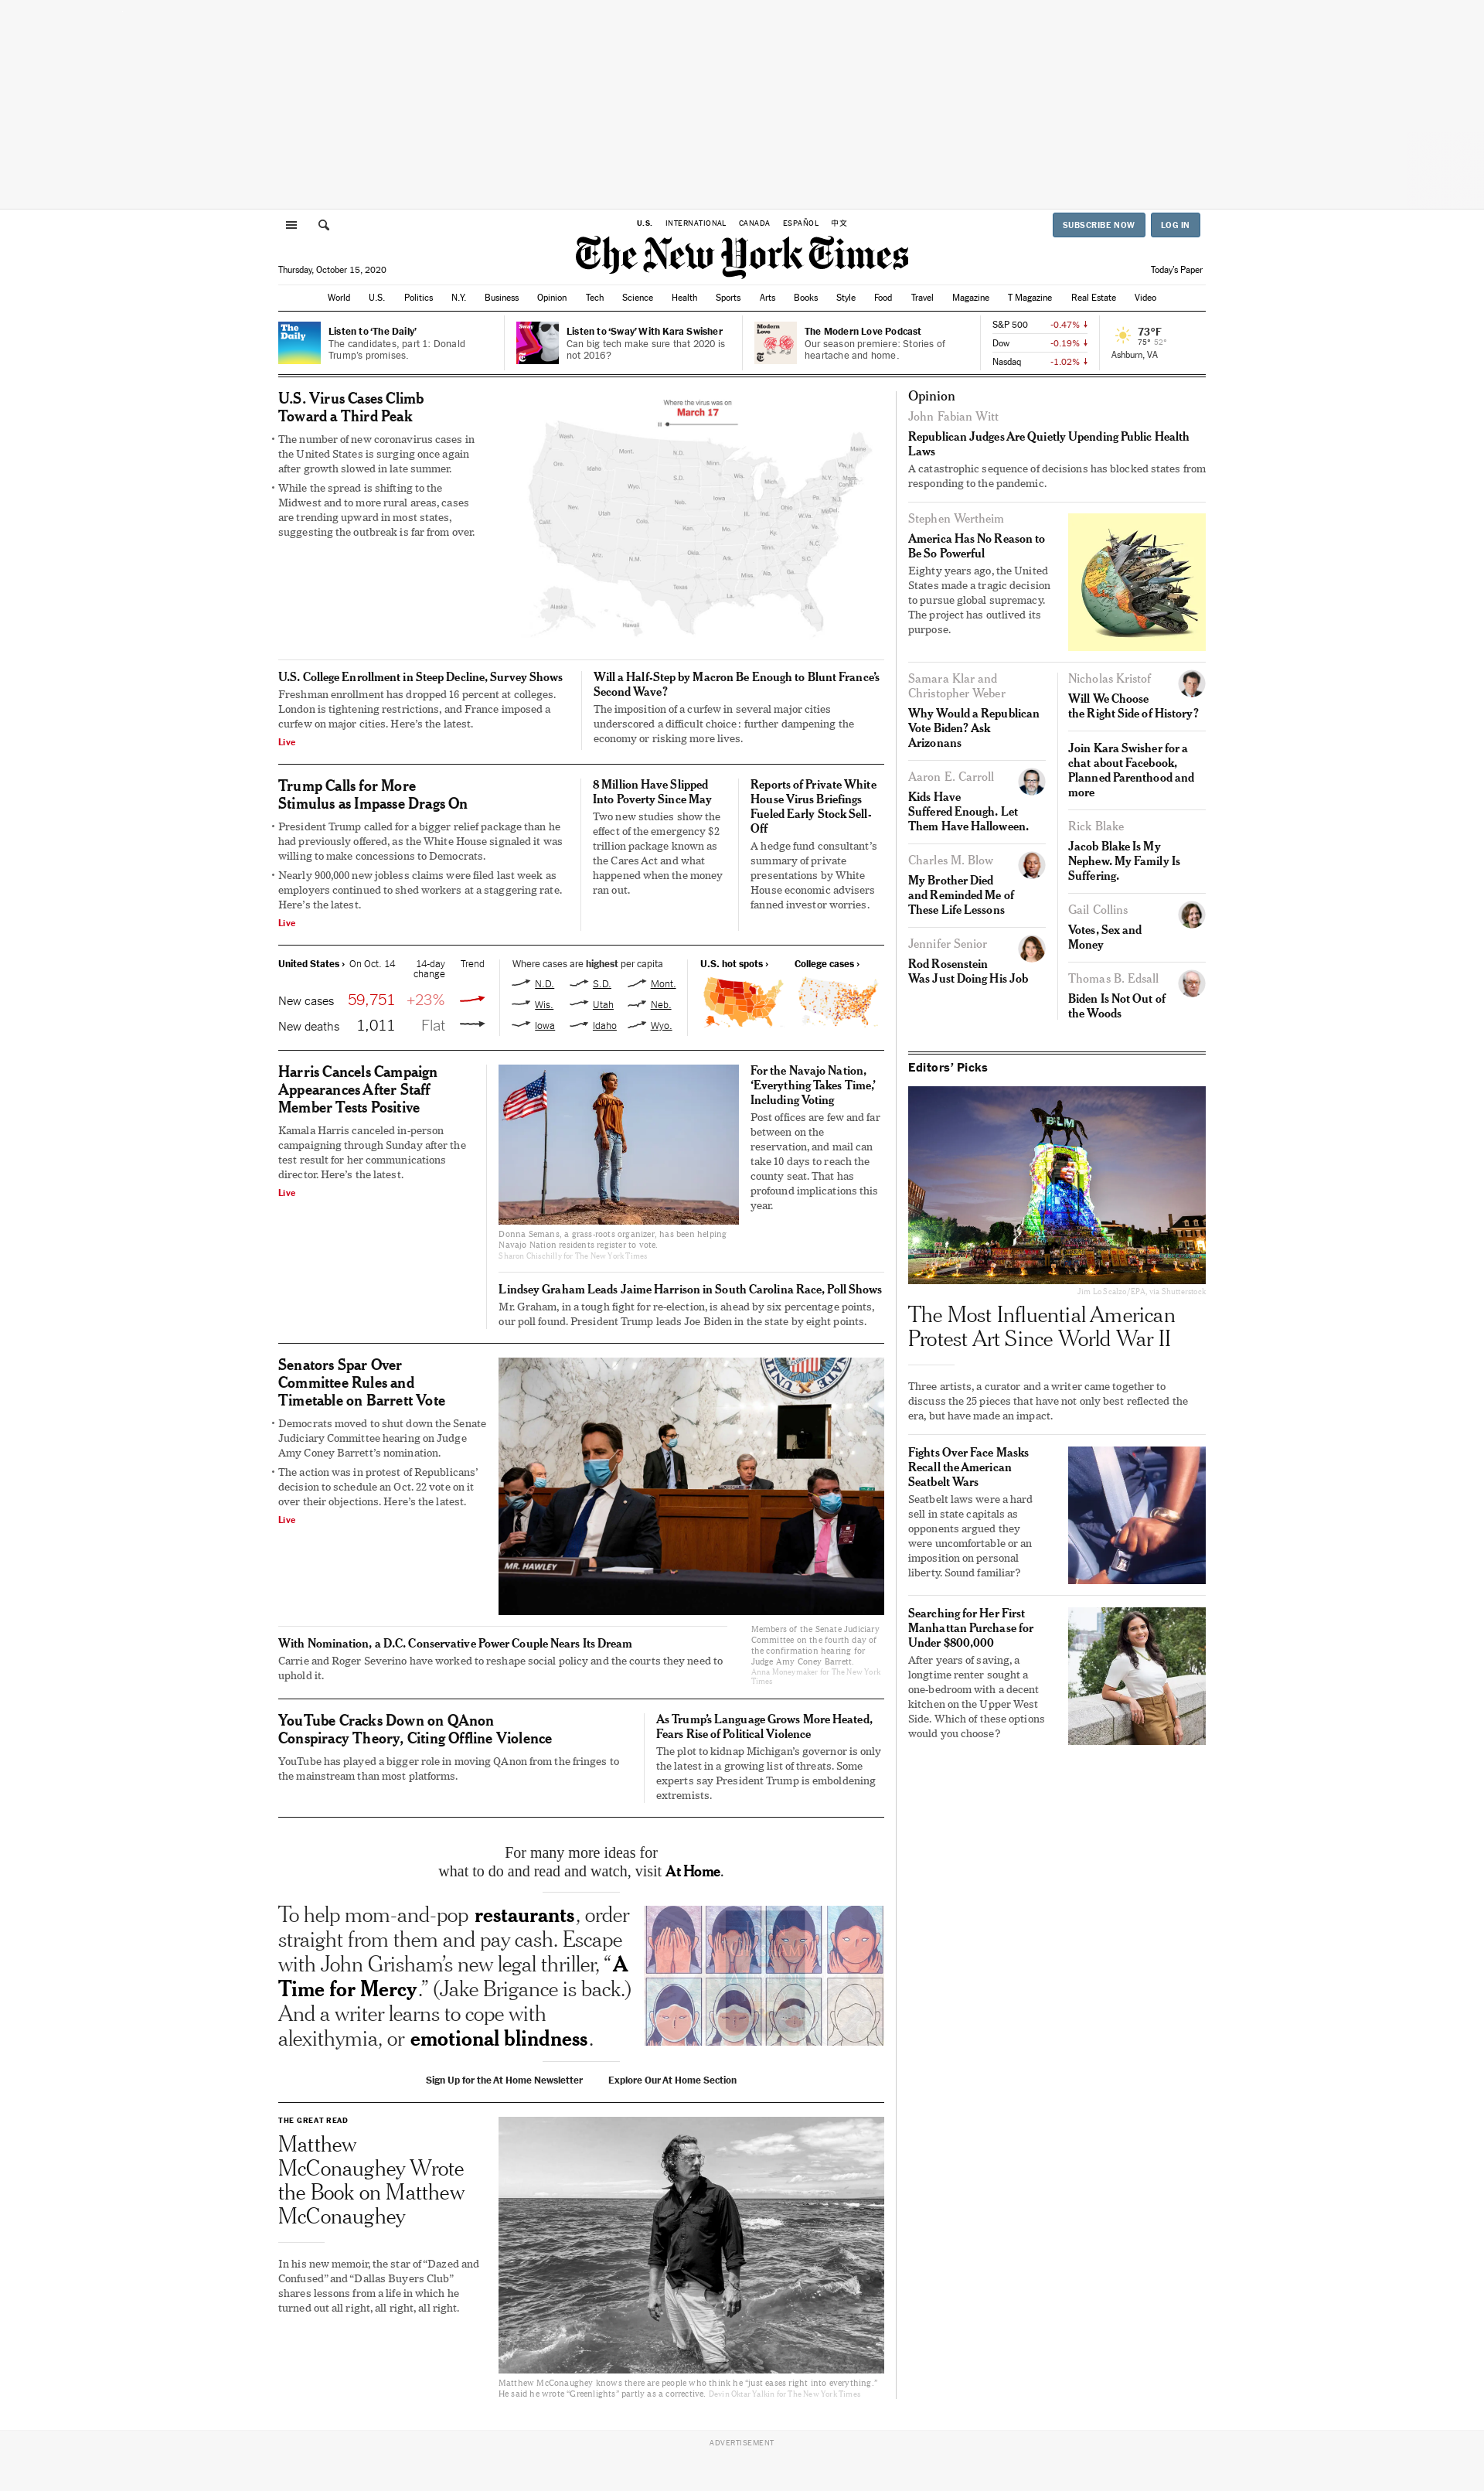 U.S. INTERNATIONAL CANADA ESPAÑOL 中文
SUBSCRIBE NOW LOG IN
The New York Times
Thursday, October 15, 2020
Today's Paper
World U.S. Politics N.Y. Business Opinion Tech Science Health Sports Arts Books Style Food Travel Magazine T Magazine Real Estate Video
The Daily
Listen to 'The Daily'
The candidates, part 1: Donald
Trump's promises.
Sway
Listen to 'Sway' With Kara Swisher
Can big tech make sure that 2020 is
not 2016?
Modern Love
The Modern Love Podcast
Our season premiere: Stories of
heartache and home.
S&P 500 -0.47%
Dow -0.19%
Nasdaq -1.02%
73°F
75° 52°
Ashburn, VA
U.S. Virus Cases Climb
Toward a Third Peak
• The number of new coronavirus cases in
the United States is surging once again
after growth slowed in late summer.
• While the spread is shifting to the
Midwest and to more rural areas, cases
are trending upward in most states,
suggesting the outbreak is far from over.
Where the virus was on
March 17
Wash.
Mont.
N.D.
Minn.
Maine
Ore.
Idaho
S.D.
Wis.
Mich.
N.Y.
Wyo.
Neb.
Iowa
Pa.
Nev.
Utah
Colo.
Ill.
Ind.
Ohio
W.Va.
Calif.
Kan.
Mo.
Ky.
Va.
Ariz.
N.M.
Okla.
Ark.
Tenn.
N.C.
S.C.
Texas
La.
Miss.
Ala.
Ga.
Fla.
Alaska
Hawaii
U.S. College Enrollment in Steep Decline, Survey Shows
Freshman enrollment has dropped 16 percent at colleges.
London is tightening restrictions, and France imposed a
curfew on major cities. Here's the latest.
Live
Will a Half-Step by Macron Be Enough to Blunt France's
Second Wave?
The imposition of a curfew in several major cities
underscored a difficult choice: further dampening the
economy or risking more lives.
Trump Calls for More
Stimulus as Impasse Drags On
• President Trump called for a bigger relief package than he
had previously offered, as the White House signaled it was
willing to make concessions to Democrats.
• Nearly 900,000 new jobless claims were filed last week as
employers continued to shed workers at a staggering rate.
Here's the latest.
Live
8 Million Have Slipped
Into Poverty Since May
Two new studies show the
effect of the emergency $2
trillion package known as
the Cares Act and what
happened when the money
ran out.
Reports of Private White
House Virus Briefings
Fueled Early Stock Sell-
Off
A hedge fund consultant's
summary of private
presentations by White
House economic advisers
fanned investor worries.
United States › On Oct. 14 14-day Trend
change
New cases 59,751 +23%
New deaths 1,011 Flat
Where cases are highest per capita
N.D. S.D. Mont.
Wis. Utah Neb.
Iowa Idaho Wyo.
U.S. hot spots › College cases ›
Harris Cancels Campaign
Appearances After Staff
Member Tests Positive
Kamala Harris canceled in-person
campaigning through Sunday after the
test result for her communications
director. Here's the latest.
Live
Donna Semans, a grass-roots organizer, has been helping
Navajo Nation residents register to vote.
Sharon Chischilly for The New York Times
For the Navajo Nation,
'Everything Takes Time,'
Including Voting
Post offices are few and far
between on the
reservation, and mail can
take 10 days to reach the
county seat. That has
profound implications this
year.
Lindsey Graham Leads Jaime Harrison in South Carolina Race, Poll Shows
Mr. Graham, in a tough fight for re-election, is ahead by six percentage points,
our poll found. President Trump leads Joe Biden in the state by eight points.
Senators Spar Over
Committee Rules and
Timetable on Barrett Vote
• Democrats moved to shut down the Senate
Judiciary Committee hearing on Judge
Amy Coney Barrett's nomination.
• The action was in protest of Republicans'
decision to schedule an Oct. 22 vote on it
over their objections. Here's the latest.
Live
MR. HAWLEY
With Nomination, a D.C. Conservative Power Couple Nears Its Dream
Carrie and Roger Severino have worked to reshape social policy and the courts they need to
uphold it.
Members of the Senate Judiciary
Committee on the fourth day of
the confirmation hearing for
Judge Amy Coney Barrett.
Anna Moneymaker for The New York
Times
YouTube Cracks Down on QAnon
Conspiracy Theory, Citing Offline Violence
YouTube has played a bigger role in moving QAnon from the fringes to
the mainstream than most platforms.
As Trump's Language Grows More Heated,
Fears Rise of Political Violence
The plot to kidnap Michigan's governor is only
the latest in a growing list of threats. Some
experts say President Trump is emboldening
extremists.
For many more ideas for
what to do and read and watch, visit At Home.
To help mom-and-pop restaurants, order
straight from them and pay cash. Escape
with John Grisham's new legal thriller, "A
Time for Mercy." (Jake Brigance is back.)
And a writer learns to cope with
alexithymia, or emotional blindness.
Sign Up for the At Home Newsletter Explore Our At Home Section
THE GREAT READ
Matthew
McConaughey Wrote
the Book on Matthew
McConaughey
In his new memoir, the star of "Dazed and
Confused" and "Dallas Buyers Club"
shares lessons from a life in which he
turned out all right, all right, all right.
Matthew McConaughey knows there are people who think he "just eases right into everything."
He said he wrote "Greenlights" partly as a corrective. Devin Oktar Yalkin for The New York Times
Opinion
John Fabian Witt
Republican Judges Are Quietly Upending Public Health
Laws
A catastrophic sequence of decisions has blocked states from
responding to the pandemic.
Stephen Wertheim
America Has No Reason to
Be So Powerful
Eighty years ago, the United
States made a tragic decision
to pursue global supremacy.
The project has outlived its
purpose.
Samara Klar and
Christopher Weber
Why Would a Republican
Vote Biden? Ask
Arizonans
Aaron E. Carroll
Kids Have
Suffered Enough. Let
Them Have Halloween.
Charles M. Blow
My Brother Died
and Reminded Me of
These Life Lessons
Jennifer Senior
Rod Rosenstein
Was Just Doing His Job
Nicholas Kristof
Will We Choose
the Right Side of History?
Join Kara Swisher for a
chat about Facebook,
Planned Parenthood and
more
Rick Blake
Jacob Blake Is My
Nephew. My Family Is
Suffering.
Gail Collins
Votes, Sex and
Money
Thomas B. Edsall
Biden Is Not Out of
the Woods
Editors' Picks
BLM
Jim Lo Scalzo/EPA, via Shutterstock
The Most Influential American
Protest Art Since World War II
Three artists, a curator and a writer came together to
discuss the 25 pieces that have not only best reflected the
era, but have made an impact.
Fights Over Face Masks
Recall the American
Seatbelt Wars
Seatbelt laws were a hard
sell in state capitals as
opponents argued they
were uncomfortable or an
imposition on personal
liberty. Sound familiar?
Searching for Her First
Manhattan Purchase for
Under $800,000
After years of saving, a
longtime renter sought a
one-bedroom with a decent
kitchen on the Upper West
Side. Which of these options
would you choose?
ADVERTISEMENT